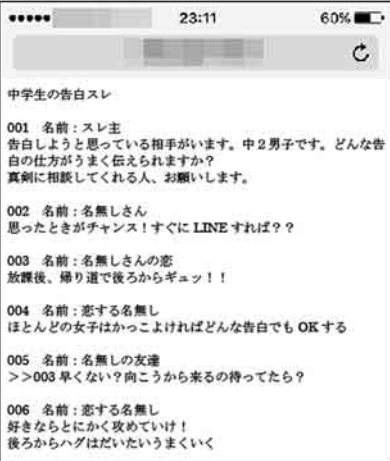 23:11
60%
中学生の告白スレ
001 名前：スレ主
告白しようと思っている相手がいます。中２男子です。どんな告
白の仕方がうまく伝えられますか？
真剣に相談してくれる人、お願いします。
002 名前：名無しさん
思ったときがチャンス！すぐに LINE すれば？？
003 名前：名無しさんの恋
放課後、帰り道で後ろからギュッ！！
004 名前：恋する名無し
ほとんどの女子はかっこよければどんな告白でも OK する
005 名前：名無しの友達
＞＞003 早くない？向こうから来るの待ってたら？
006 名前：恋する名無し
好きならとにかく攻めていけ！
後ろからハグはだいたいうまくいく